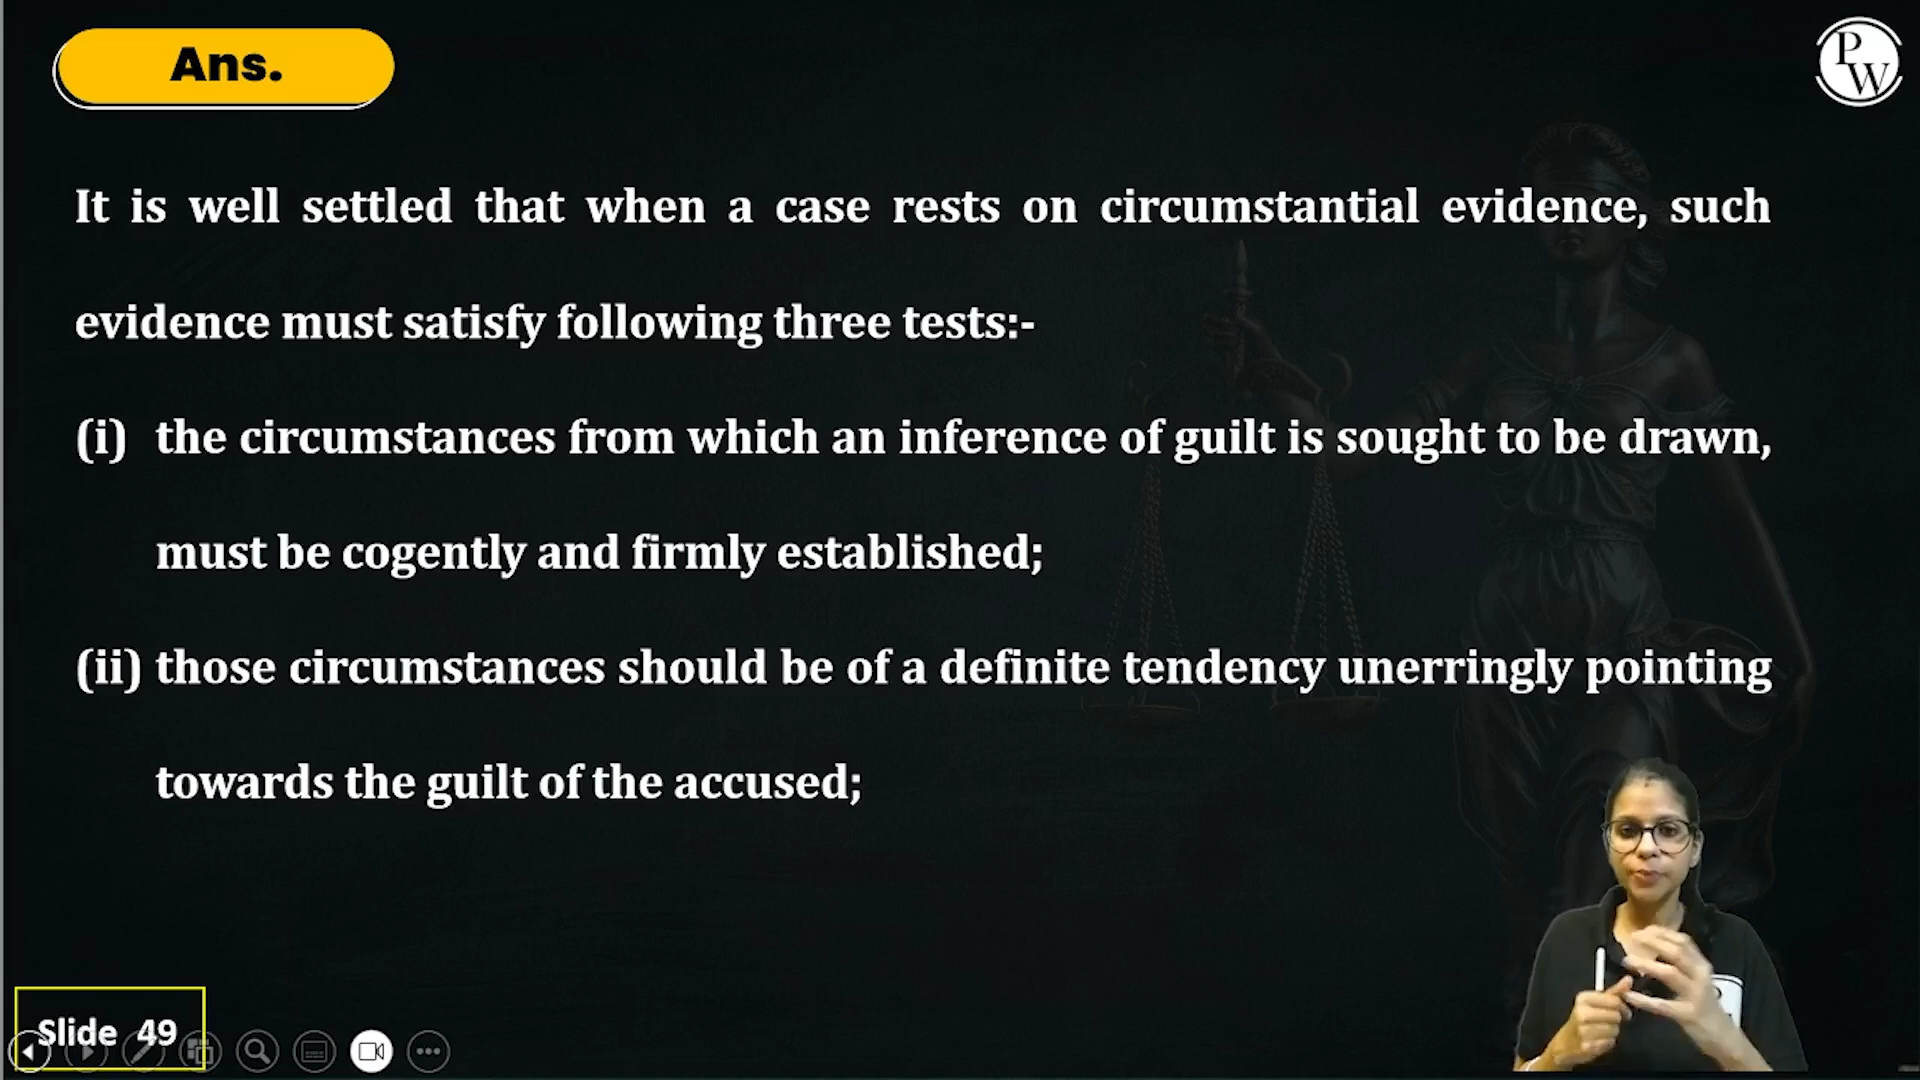 Ans.
PW
It is well settled that when a case rests on circumstantial evidence, such
evidence must satisfy following three tests:-
(i) the circumstances from which an inference of guilt is sought to be drawn,
must be cogently and firmly established;
(ii) those circumstances should be of a definite tendency unerringly pointing
towards the guilt of the accused;
Slide 49